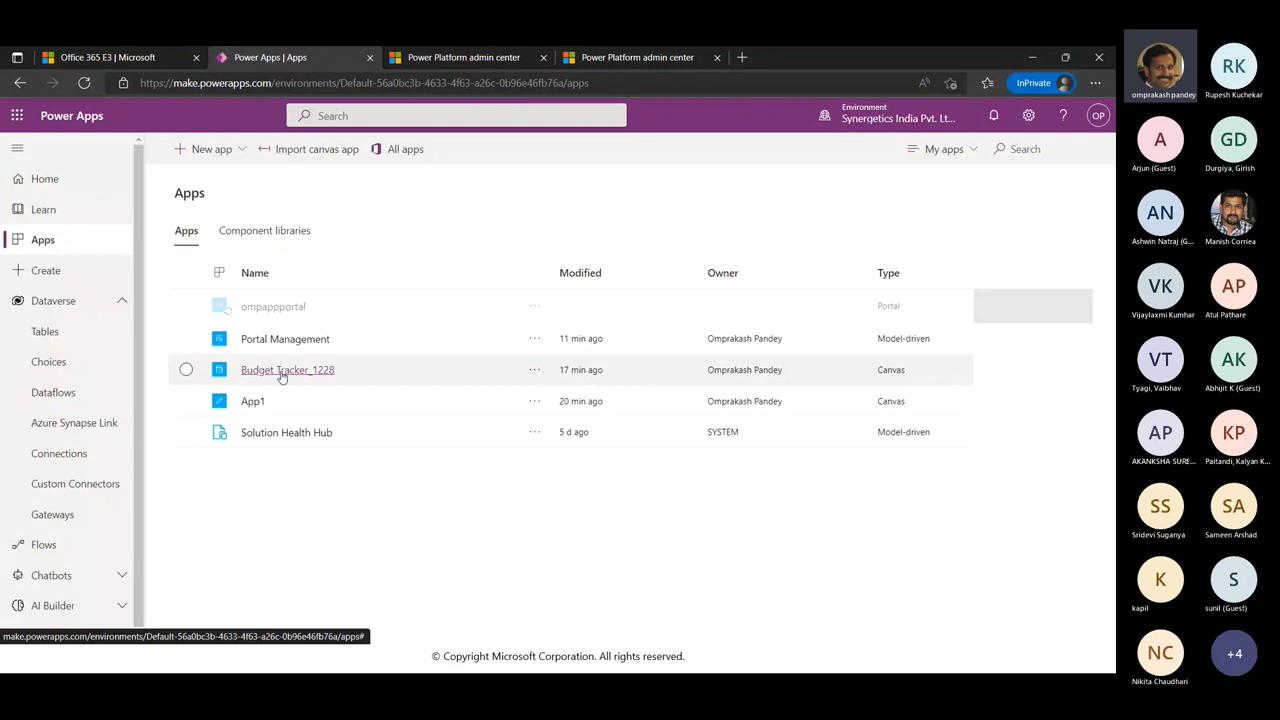 Office 365 E3 | Microsoft
Power Apps | Apps
Power Platform admin center
Power Platform admin center
https://make.powerapps.com/environments/Default-56a0bc3b-4633-4f63-a26c-0b96e46fb76a/apps
InPrivate
Power Apps
Search
Environment
Synergetics India Pvt. Lt...
OP
New app
Import canvas app
All apps
My apps
Search
Home
Learn
Apps
Create
Dataverse
Tables
Choices
Dataflows
Azure Synapse Link
Connections
Custom Connectors
Gateways
Flows
Chatbots
AI Builder
Apps
Apps
Component libraries
Name
Modified
Owner
Type
ompappportal
Portal
Portal Management
11 min ago
Omprakash Pandey
Model-driven
Budget Tracker_1228
17 min ago
Omprakash Pandey
Canvas
App1
20 min ago
Omprakash Pandey
Canvas
Solution Health Hub
5 d ago
SYSTEM
Model-driven
make.powerapps.com/environments/Default-56a0bc3b-4633-4f63-a26c-0b96e46fb76a/apps#
© Copyright Microsoft Corporation. All rights reserved.
omprakash pandey
RK
Rupesh Kuchekar
A
Arjun (Guest)
GD
Durgiya, Girish
AN
Ashwin Natraj (G...
Manish Corriea
VK
Vijaylaxmi Kumhar
AP
Atul Pathare
VT
Tyagi, Vaibhav
AK
Abhijit K (Guest)
AP
AKANKSHA SURE...
KP
Paitandi, Kalyan K...
SS
Sridevi Suganya
SA
Sameen Arshad
K
kapil
S
sunil (Guest)
NC
Nikita Chaudhari
+4